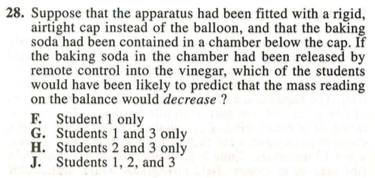 28. Suppose that the apparatus had been fitted with a rigid,
airtight cap instead of the balloon, and that the baking
soda had been contained in a chamber below the cap. If
the baking soda in the chamber had been released by
remote control into the vinegar, which of the students
would have been likely to predict that the mass reading
on the balance would decrease ?
F. Student 1 only
G. Students 1 and 3 only
H. Students 2 and 3 only
J. Students 1, 2, and 3